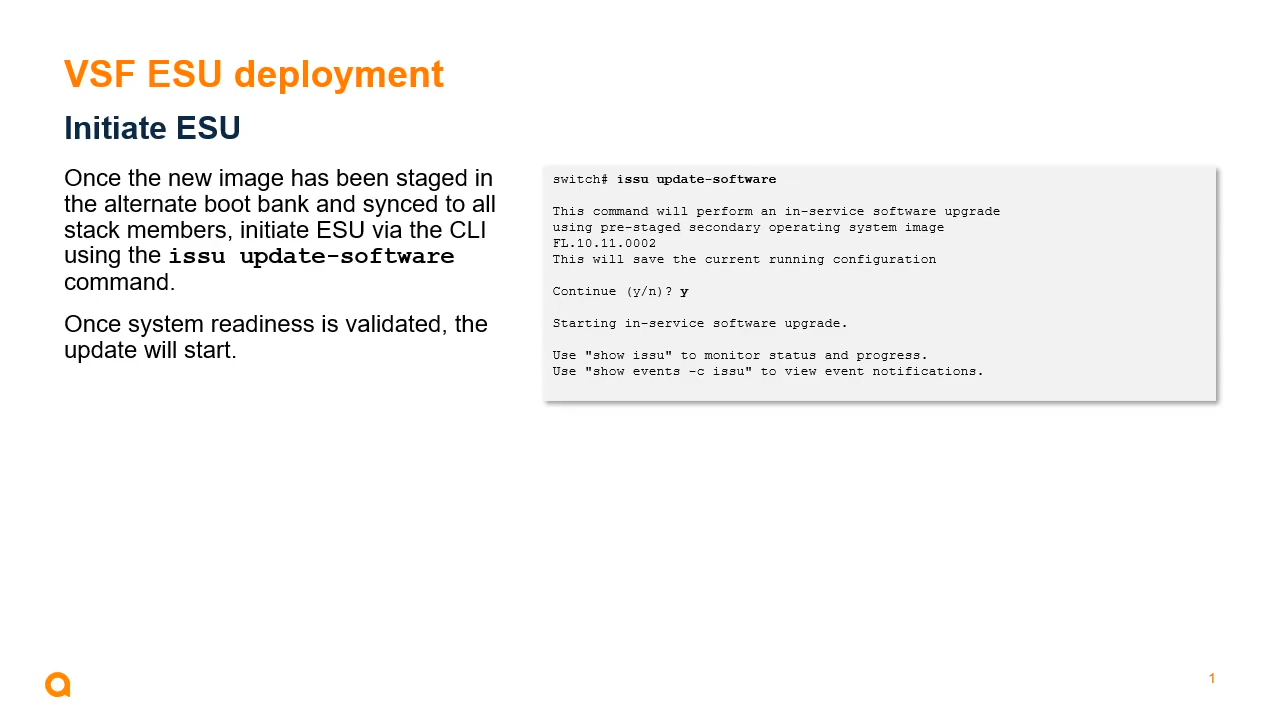 VSF ESU deployment
Initiate ESU
Once the new image has been staged in
the alternate boot bank and synced to all
stack members, initiate ESU via the CLI
using the issu update-software
command.
Once system readiness is validated, the
update will start.
switch# issu update-software
This command will perform an in-service software upgrade
using pre-staged secondary operating system image
FL.10.11.0002
This will save the current running configuration
Continue (y/n)? y
Starting in-service software upgrade.
Use "show issu" to monitor status and progress.
Use "show events -c issu" to view event notifications.
1